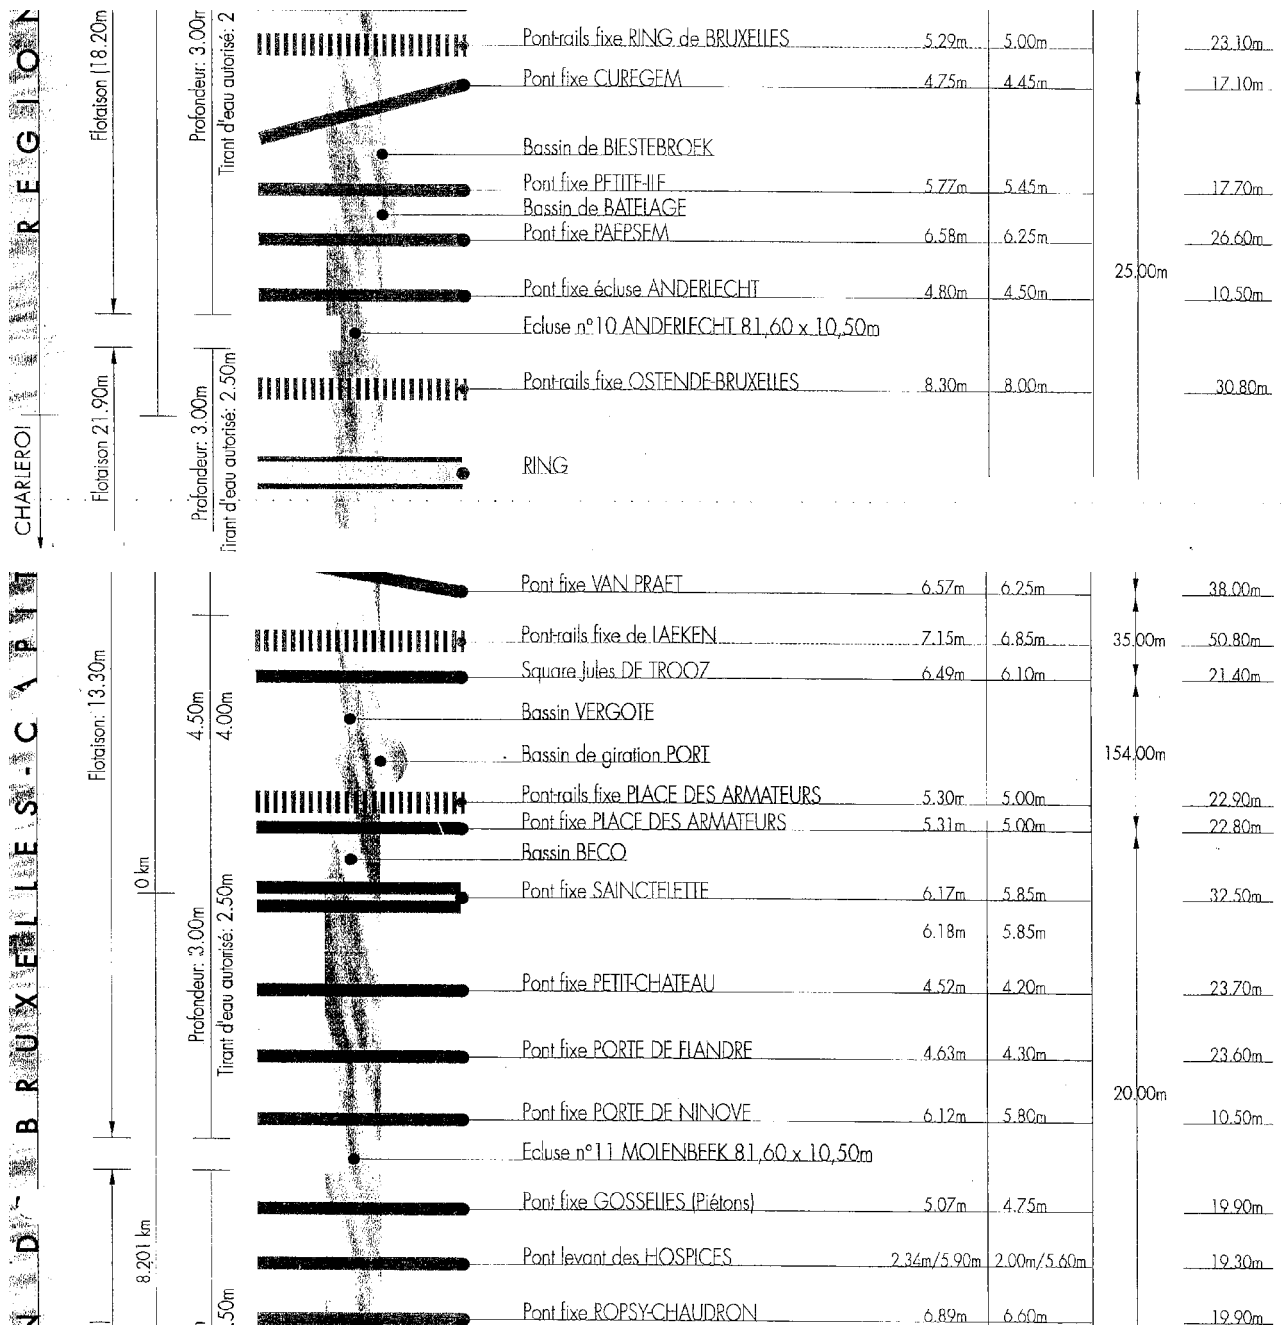 REGION
CHARLEROI
Flotaison (18.20m
Flotaison 21.90m
Profondeur: 3.00m
Tirant d'eau autorisé: 2
Profondeur: 3.00m
Tirant d'eau autorisé: 2.50m
Pont-rails fixe RING de BRUXELLES 5.29m 5.00m 23.10m
Pont fixe CUREGEM 4.75m 4.45m 17.10m
Bassin de BIESTEBROEK
Pont fixe PETITE-ILE 5.77m 5.45m 17.70m
Bassin de BATELAGE
Pont fixe PAEPSEM 6.58m 6.25m 26.60m
25.00m
Pont fixe écluse ANDERLECHT 4.80m 4.50m 10.50m
Ecluse n°10 ANDERLECHT 81,60 x 10,50m
Pont-rails fixe OSTENDE-BRUXELLES 8.30m 8.00m 30.80m
RING
BRUXELLES-CAPIT
Flotaison: 13.30m
0 km
8.201 km
4.50m
4.00m
Profondeur: 3.00m
Tirant d'eau autorisé: 2.50m
.50m
Pont fixe VAN PRAET 6.57m 6.25m 38.00m
Pont-rails fixe de LAEKEN 7.15m 6.85m 35.00m 50.80m
Square Jules DE TROOZ 6.49m 6.10m 21.40m
Bassin VERGOTE
Bassin de giration PORT 154.00m
Pont-rails fixe PLACE DES ARMATEURS 5.30m 5.00m 22.90m
Pont fixe PLACE DES ARMATEURS 5.31m 5.00m 22.80m
Bassin BECO
Pont fixe SAINCTELETTE 6.17m 5.85m 32.50m
6.18m 5.85m
Pont fixe PETIT-CHATEAU 4.52m 4.20m 23.70m
Pont fixe PORTE DE FLANDRE 4.63m 4.30m 23.60m
20.00m
Pont fixe PORTE DE NINOVE 6.12m 5.80m 10.50m
Ecluse n°11 MOLENBEEK 81,60 x 10,50m
Pont fixe GOSSELIES (Piétons) 5.07m 4.75m 19.90m
Pont levant des HOSPICES 2.34m/5.90m 2.00m/5.60m 19.30m
Pont fixe ROPSY-CHAUDRON 6.89m 6.60m 19.90m